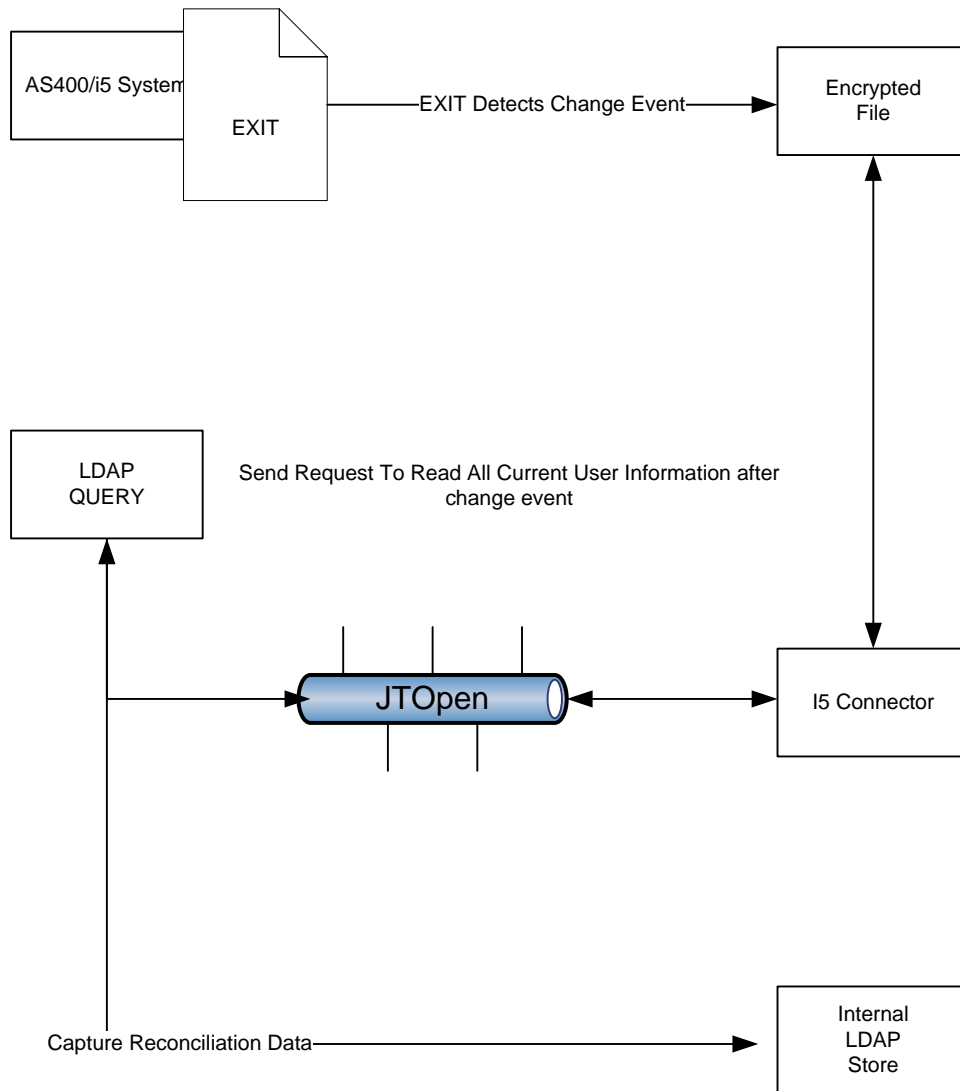 AS400/i5 System
EXIT
EXIT Detects Change Event
Encrypted
File
LDAP
QUERY
Send Request To Read All Current User Information after
change event
JTOpen
I5 Connector
Capture Reconciliation Data
Internal
LDAP
Store